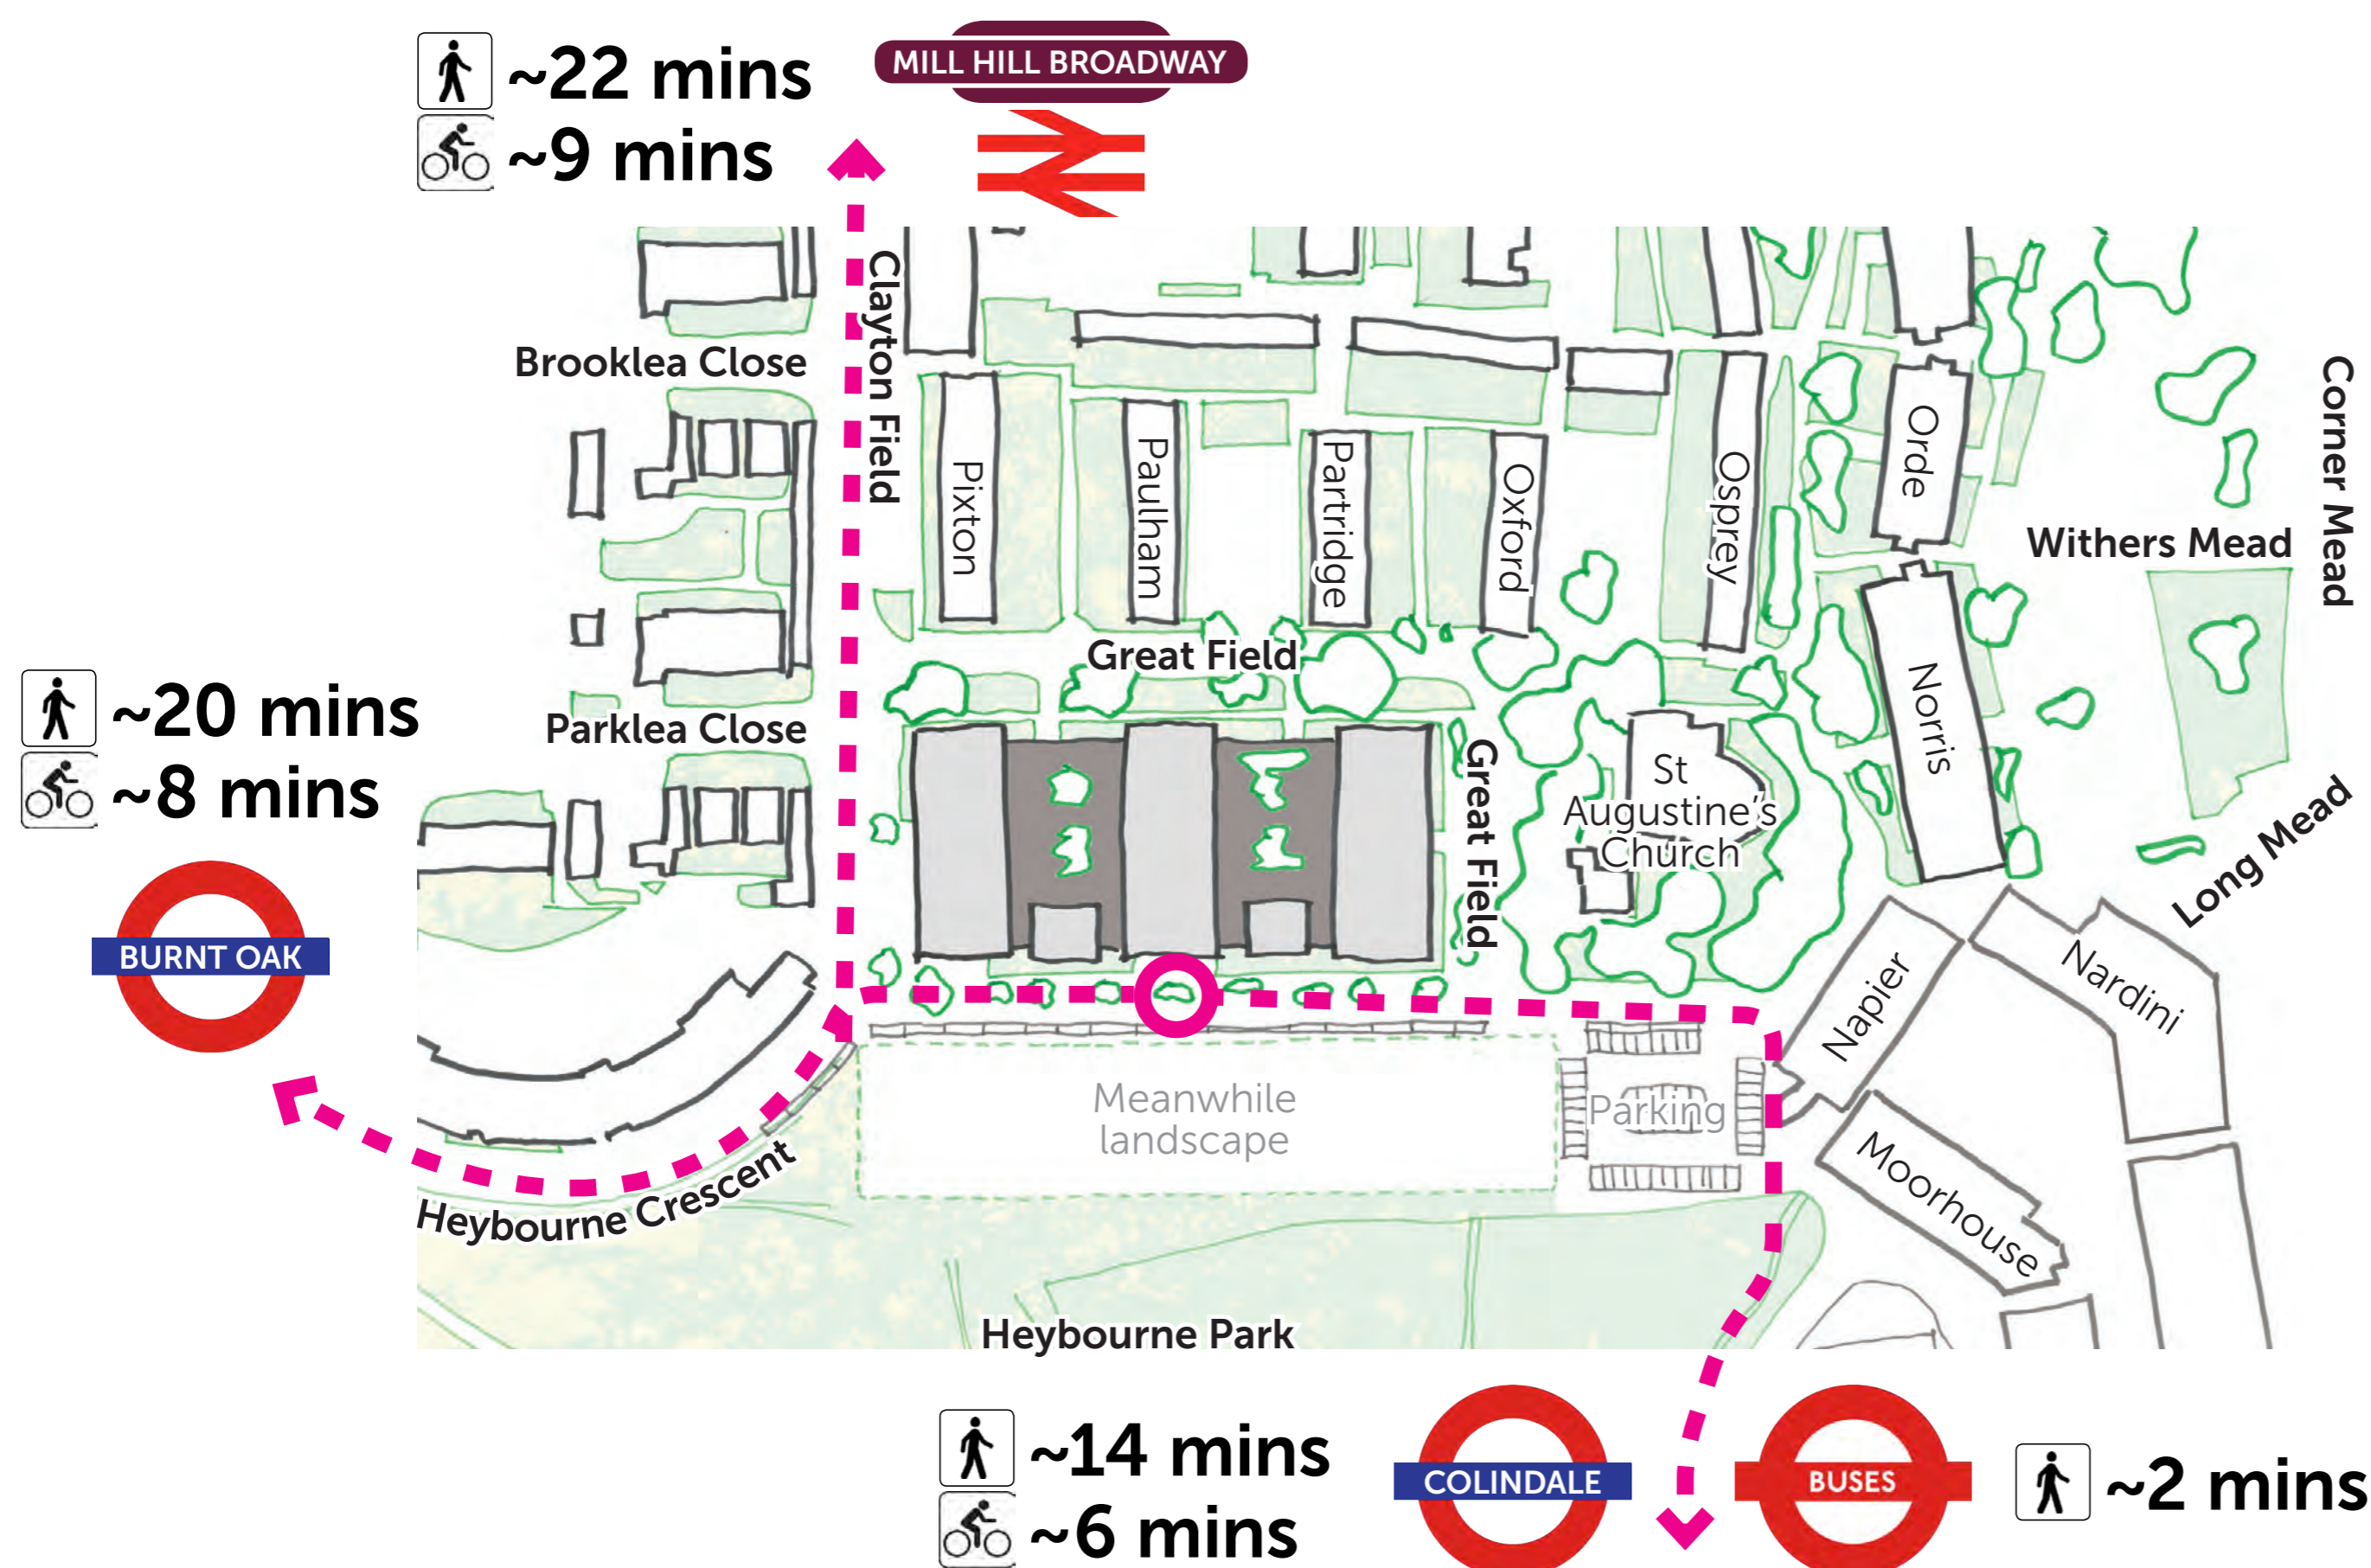 ~22 mins
~9 mins
MILL HILL BROADWAY
Clayton Field
Brooklea Close
Corner Mead
Pixton
Paulham
Partridge
Oxford
Osprey
Orde
Withers Mead
Great Field
Norris
~20 mins
~8 mins
Parklea Close
Great Field
St
Augustine's
Church
Long Mead
BURNT OAK
Napier
Nardini
Meanwhile
landscape
Parking
Moorhouse
Heybourne Crescent
Heybourne Park
~14 mins
~6 mins
COLINDALE
BUSES
~2 mins